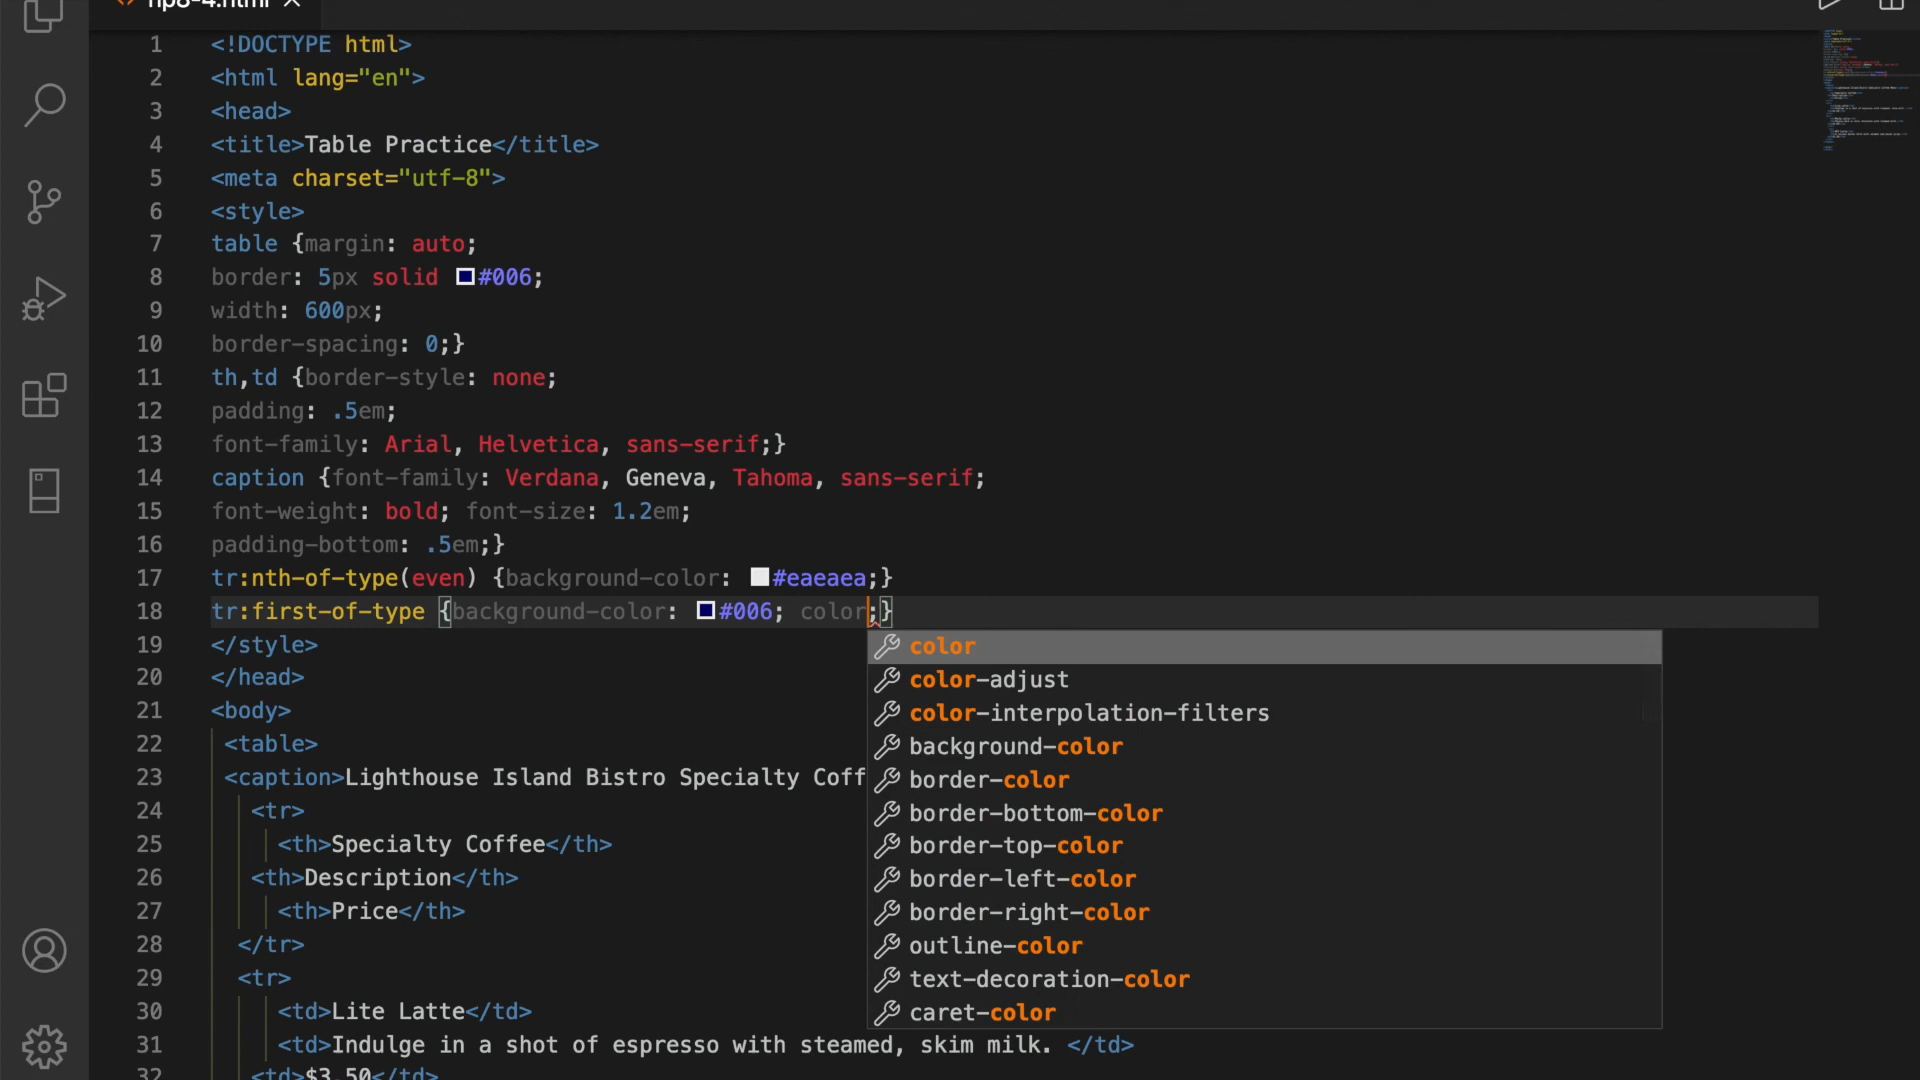 hp8-4.html
1 <!DOCTYPE html>
2 <html lang="en">
3 <head>
4 <title>Table Practice</title>
5 <meta charset="utf-8">
6 <style>
7 table {margin: auto;
8 border: 5px solid #006;
9 width: 600px;
10 border-spacing: 0;}
11 th,td {border-style: none;
12 padding: .5em;
13 font-family: Arial, Helvetica, sans-serif;}
14 caption {font-family: Verdana, Geneva, Tahoma, sans-serif;
15 font-weight: bold; font-size: 1.2em;
16 padding-bottom: .5em;}
17 tr:nth-of-type(even) {background-color: #eaeaea;}
18 tr:first-of-type {background-color: #006; color;}
19 </style>
20 </head>
21 <body>
22 <table>
23 <caption>Lighthouse Island Bistro Specialty Coff
24 <tr>
25 <th>Specialty Coffee</th>
26 <th>Description</th>
27 <th>Price</th>
28 </tr>
29 <tr>
30 <td>Lite Latte</td>
31 <td>Indulge in a shot of espresso with steamed, skim milk. </td>
32 <td>$3.50</td>
color
color-adjust
color-interpolation-filters
background-color
border-color
border-bottom-color
border-top-color
border-left-color
border-right-color
outline-color
text-decoration-color
caret-color